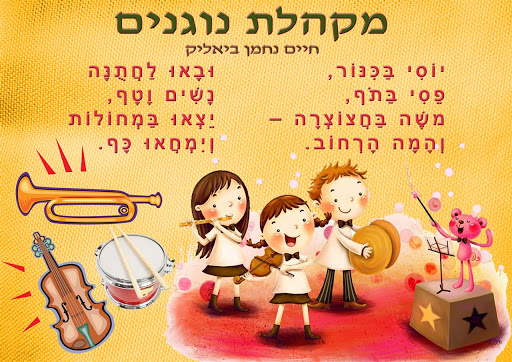 מקהלת נוגנים
חיים נחמן ביאליק
יוֹסִי בַּכִּנּוֹר,
פֶּסִי בַּתֹּף,
מֹשֶׁה בַּחֲצוֹצְרָה –
וְהָמָה הָרְחוֹב.
וּבָאוּ לַחֲתֻנָּה
נָשִׁים וָטָף,
יֵצְאוּ בַּמְּחוֹלוֹת
וְיִמְחֲאוּ כָּף.